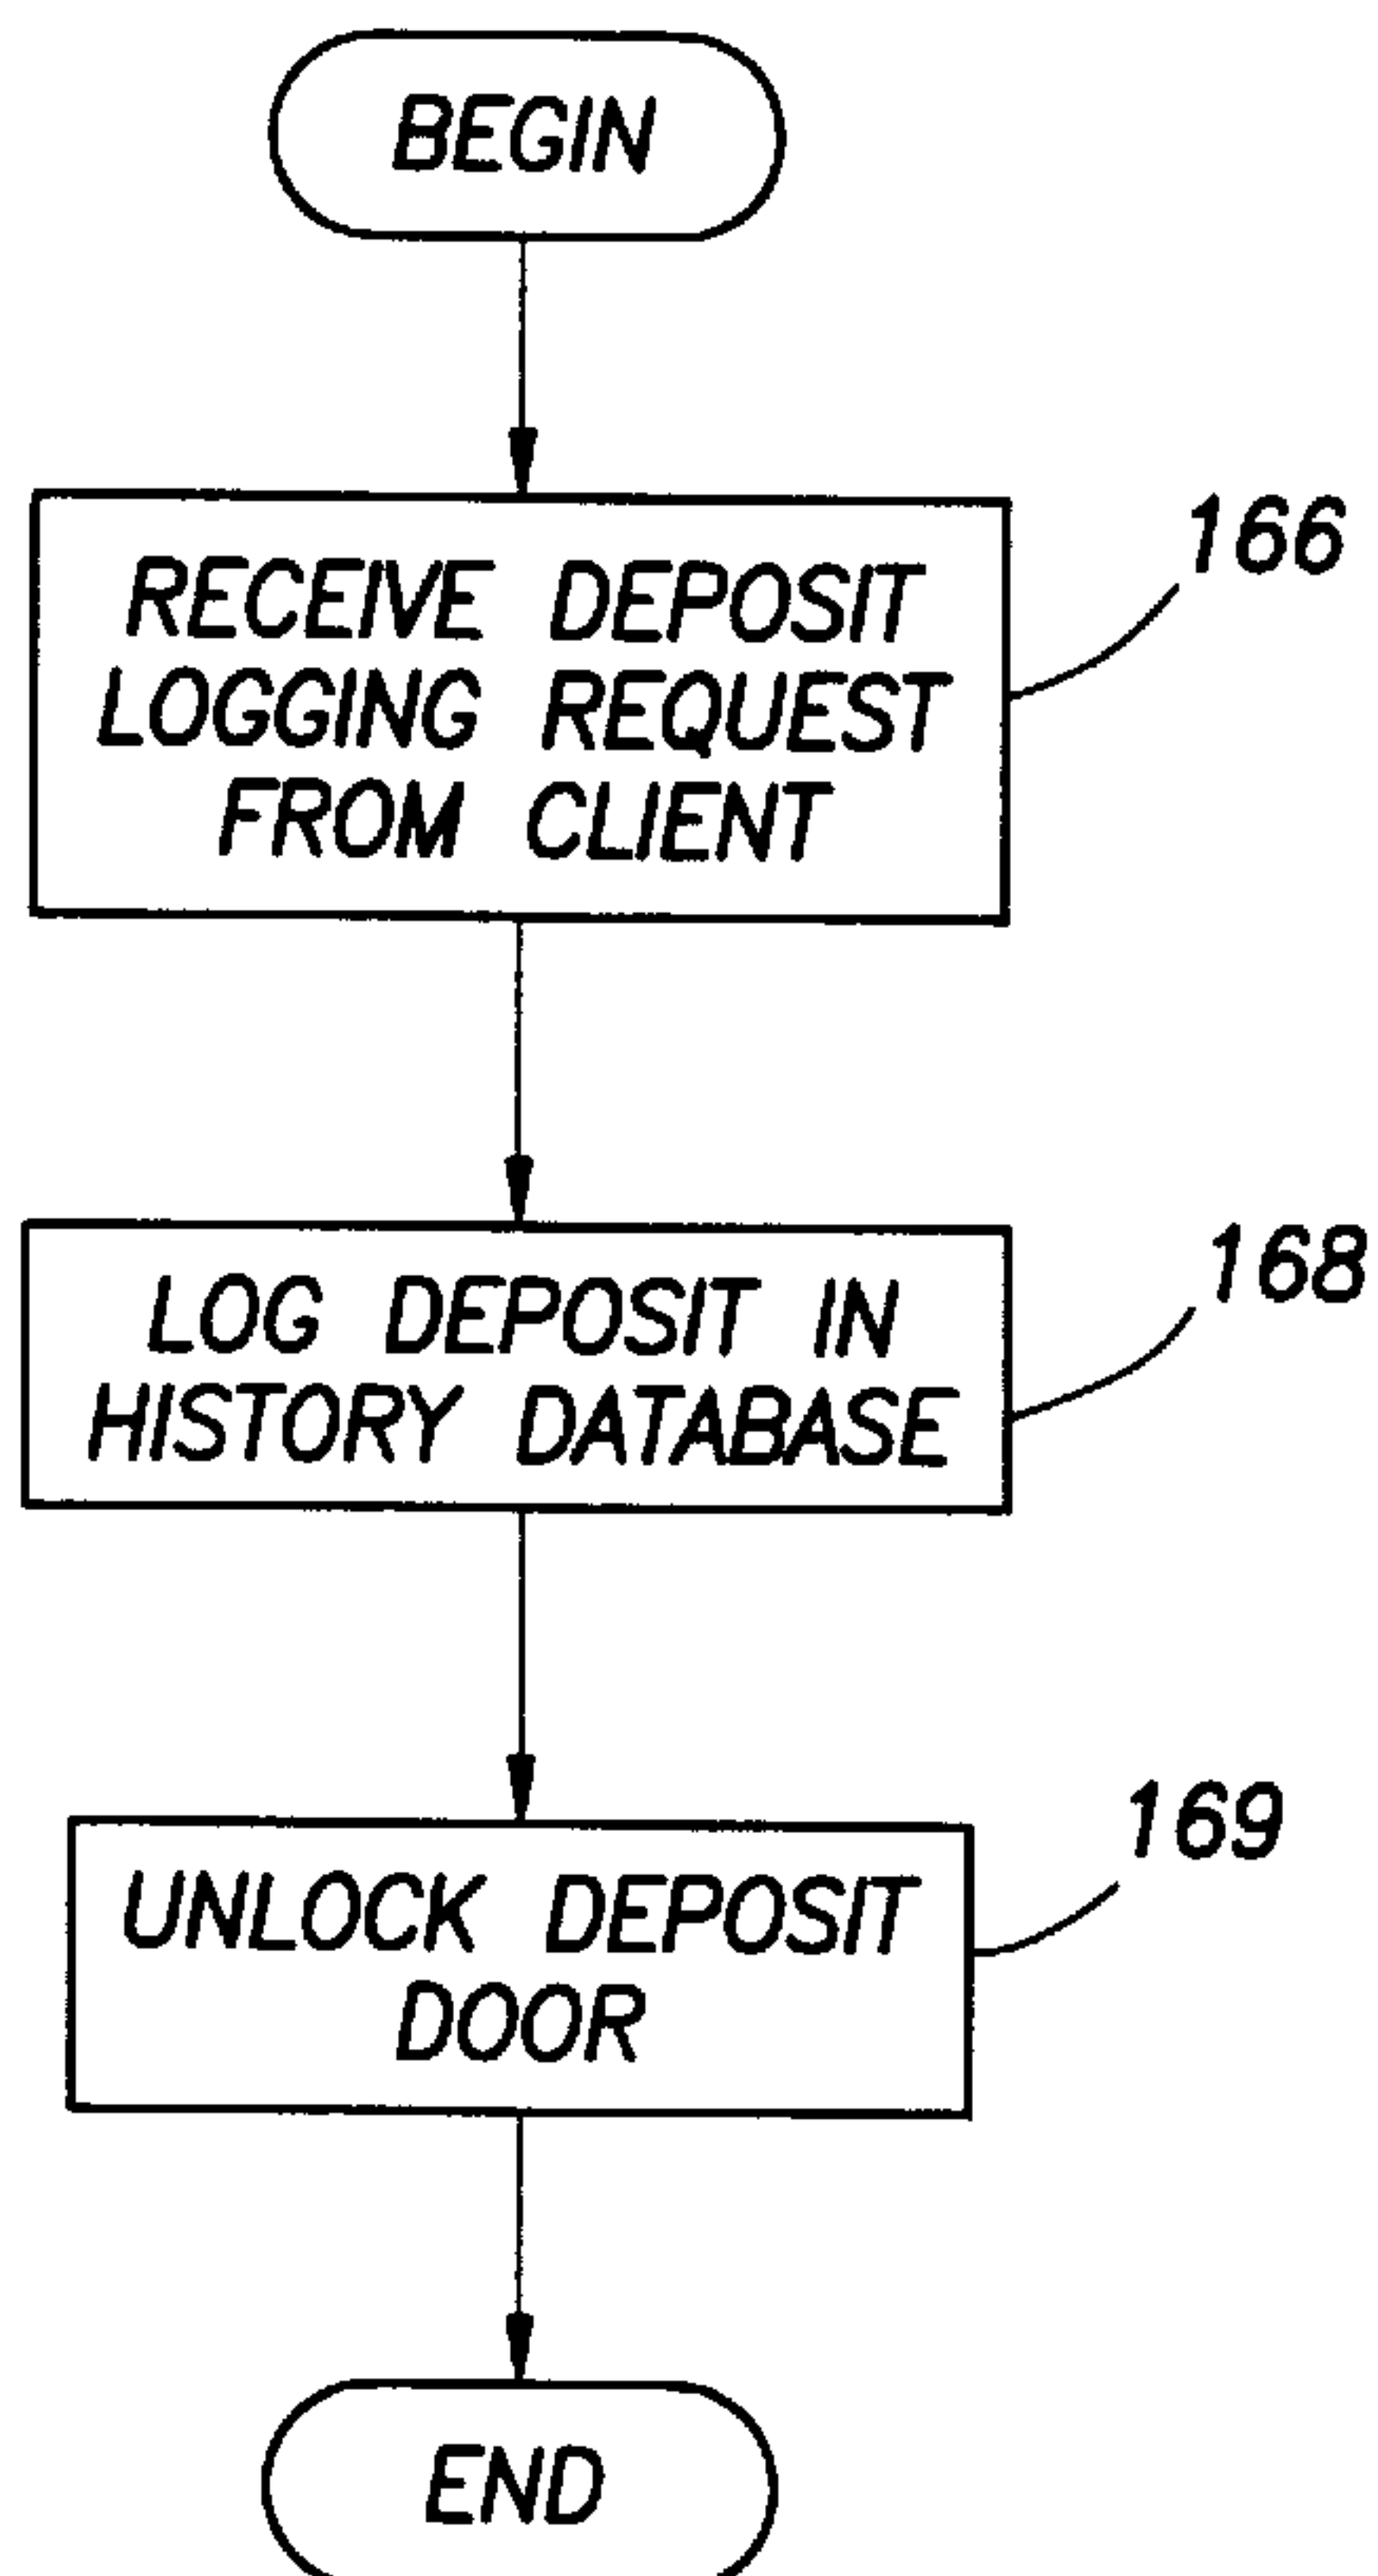 BEGIN
166
RECEIVE DEPOSIT
LOGGING REQUEST
FROM CLIENT
168
LOG DEPOSIT IN
HISTORY DATABASE
169
UNLOCK DEPOSIT
DOOR
END